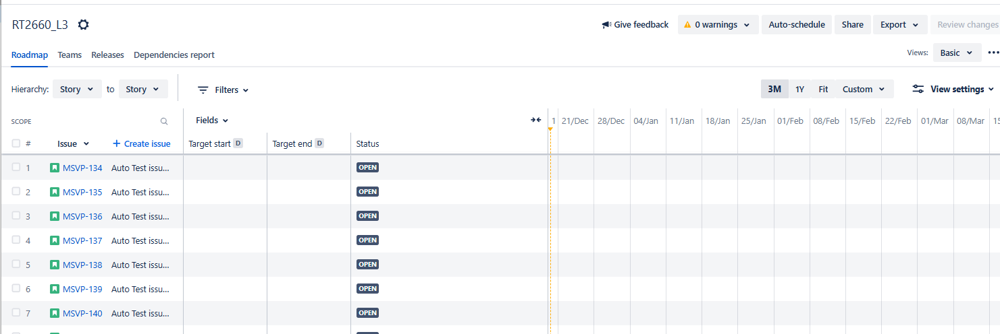 RT2660_L3 Give feedback 0 warnings Auto-schedule Share Export Review changes
Roadmap Teams Releases Dependencies report Views: Basic
Hierarchy: Story to Story Filters 3M 1Y Fit Custom View settings
SCOPE Fields 1 21/Dec 28/Dec 04/Jan 11/Jan 18/Jan 25/Jan 01/Feb 08/Feb 15/Feb 22/Feb 01/Mar 08/Mar 15
# Issue + Create issue Target start D Target end D Status
1 MSVP-134 Auto Test issu... OPEN
2 MSVP-135 Auto Test issu... OPEN
3 MSVP-136 Auto Test issu... OPEN
4 MSVP-137 Auto Test issu... OPEN
5 MSVP-138 Auto Test issu... OPEN
6 MSVP-139 Auto Test issu... OPEN
7 MSVP-140 Auto Test issu... OPEN